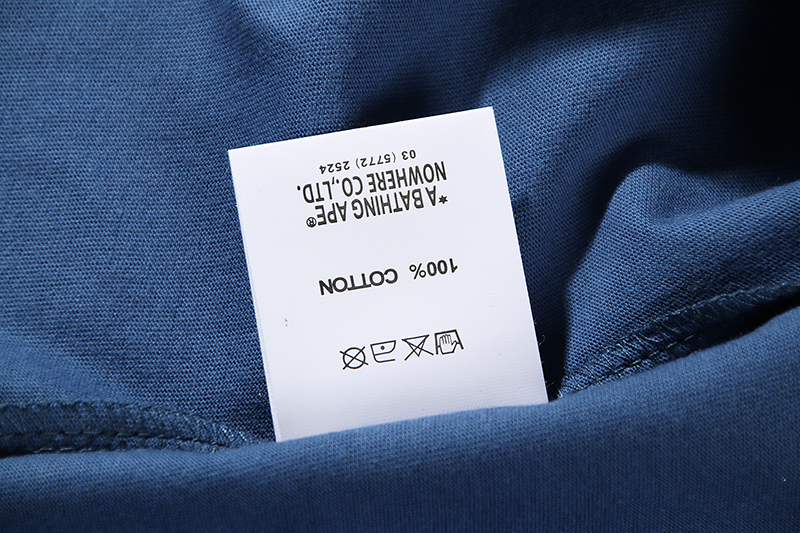 100% COTTON
*A BATHING APE®
NOWHERE CO.,LTD.
03 (5772) 2524